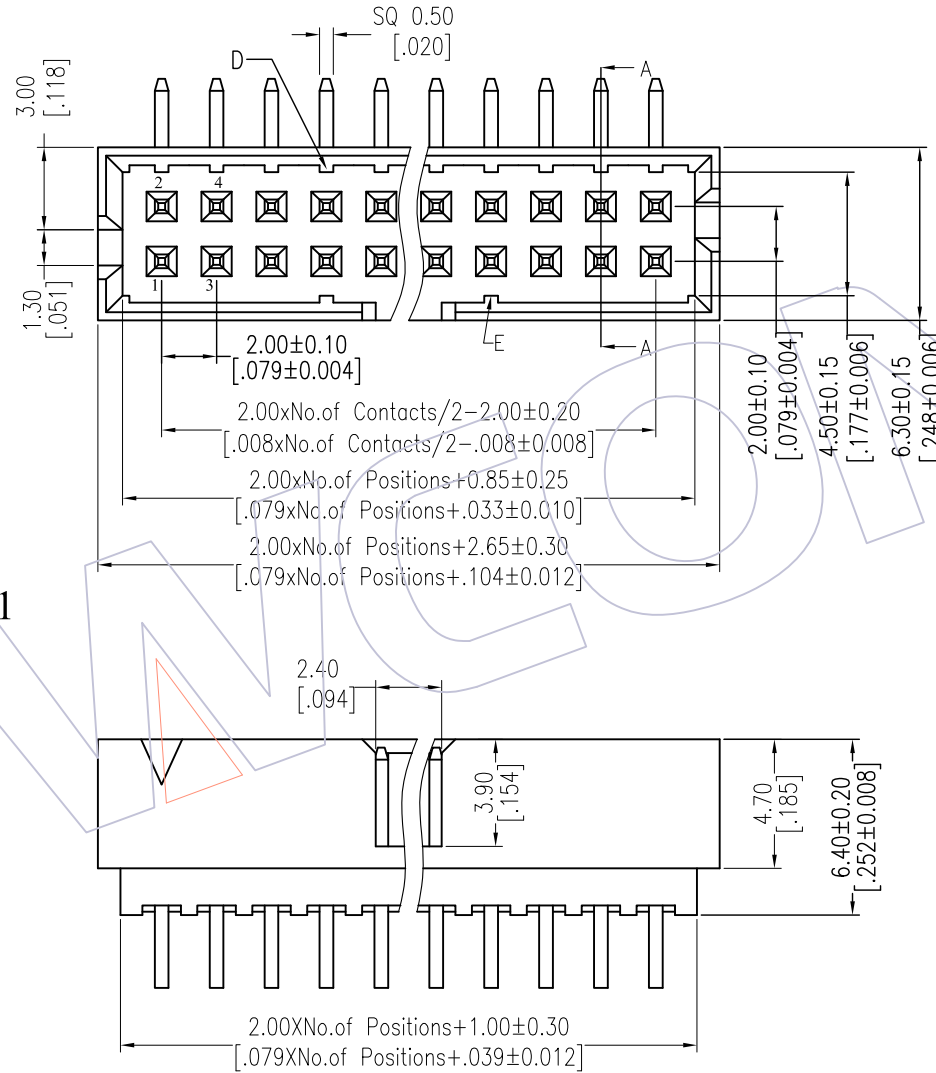 SQ 0.50
[.020]
D
A
3.00
[.118]
2 4
1 3
1.30
[.051]
E
A
2.00±0.10
[.079±0.004]
2.00±0.10
[.079±0.004]
4.50±0.15
[.177±0.006]
6.30±0.15
[.248±0.006]
2.00xNo.of Contacts/2-2.00±0.20
[.008xNo.of Contacts/2-.008±0.008]
2.00xNo.of Positions+0.85±0.25
[.079xNo.of Positions+.033±0.010]
2.00xNo.of Positions+2.65±0.30
[.079xNo.of Positions+.104±0.012]
1
WCON
2.40
[.094]
3.90
[.154]
4.70
[.185]
6.40±0.20
[.252±0.008]
2.00XNo.of Positions+1.00±0.30
[.079XNo.of Positions+.039±0.012]